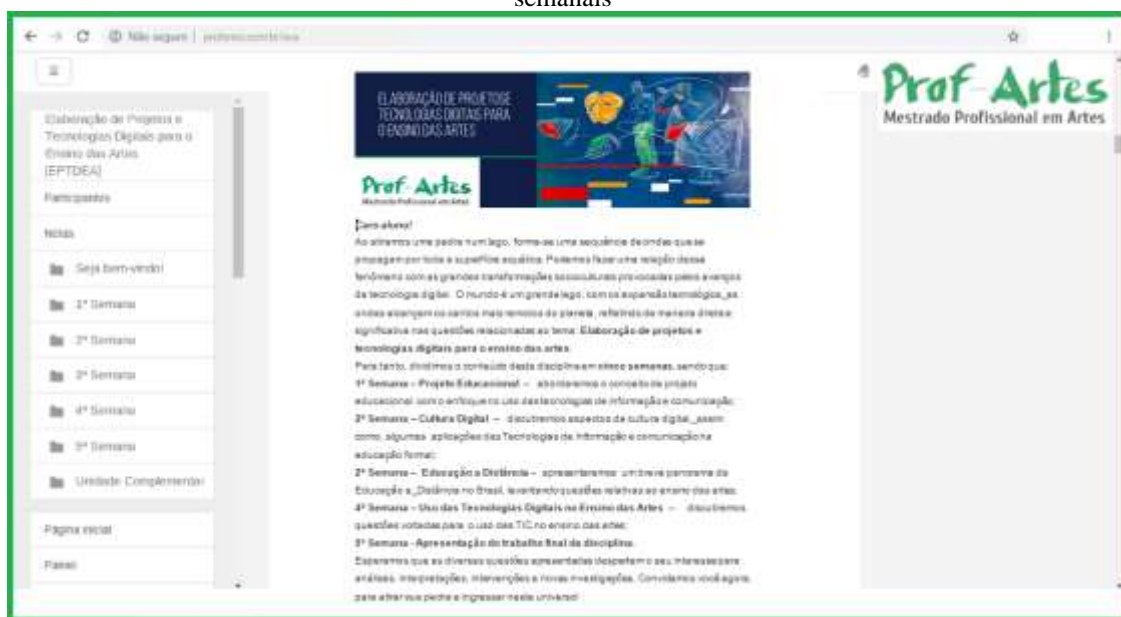 semanais
Não seguro |
Prof-Artes
Mestrado Profissional em Artes
Elaboração de Projetos e
Tecnologias Digitais para o
Ensino das Artes
(EPTDEA)
Participantes
Notas
Seja bem-vindo!
1ª Semana
2ª Semana
3ª Semana
4ª Semana
5ª Semana
Unidade Complementar
Página inicial
Painel
ELABORAÇÃO DE PROJETOS E
TECNOLOGIAS DIGITAIS PARA
O ENSINO DAS ARTES
Prof-Artes
Mestrado Profissional em Artes
Caro aluno!
Ao atirarmos uma pedra num lago, forma-se uma sequência de ondas que se
propagam por toda a superfície aquática. Podemos fazer uma relação desse
fenômeno com as grandes transformações socioculturais provocadas pelos avanços
da tecnologia digital. O mundo é um grande lago, com os expansão tecnológica_as
ondas alcançam os cantos mais remotos do planeta, refletindo de maneira direta e
significativa nas questões relacionadas ao tema: Elaboração de projetos e
tecnologias digitais para o ensino das artes.
Para tanto, dividimos o conteúdo desta disciplina em cinco semanas, sendo que:
1ª Semana – Projeto Educacional – abordaremos o conceito de projeto
educacional com o enfoque no uso das tecnologias de informação e comunicação;
2ª Semana – Cultura Digital – discutiremos aspectos da cultura digital_assim
como, algumas aplicações das Tecnologias de informação e comunicação na
educação formal;
3ª Semana – Educação a Distância – apresentaremos um breve panorama da
Educação a_Distância no Brasil, levantando questões relativas ao ensino das artes;
4ª Semana – Uso das Tecnologias Digitais no Ensino das Artes – discutiremos
questões voltadas para o uso das TIC no ensino das artes;
5ª Semana - Apresentação do trabalho final da disciplina.
Esperamos que as diversas questões apresentadas despertem o seu interesse para
análises, interpretações, intervenções e novas investigações. Convidamos você agora
para atirar sua pedra e ingressar neste universo!